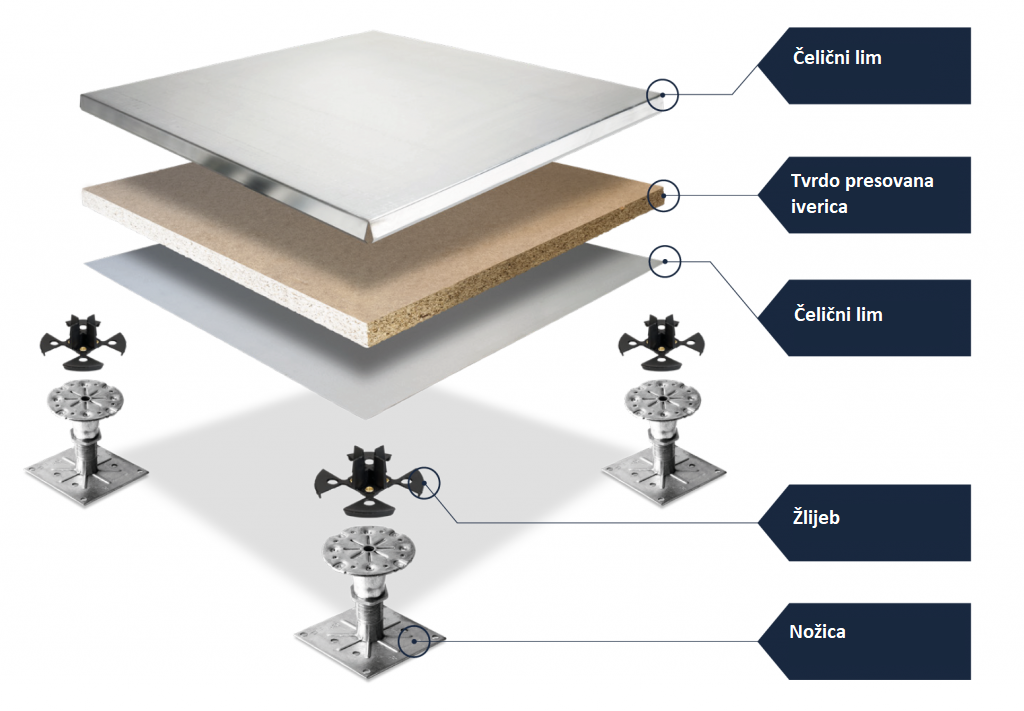 Čelični lim
Tvrdo presovana
iverica
Čelični lim
Žlijeb
Nožica